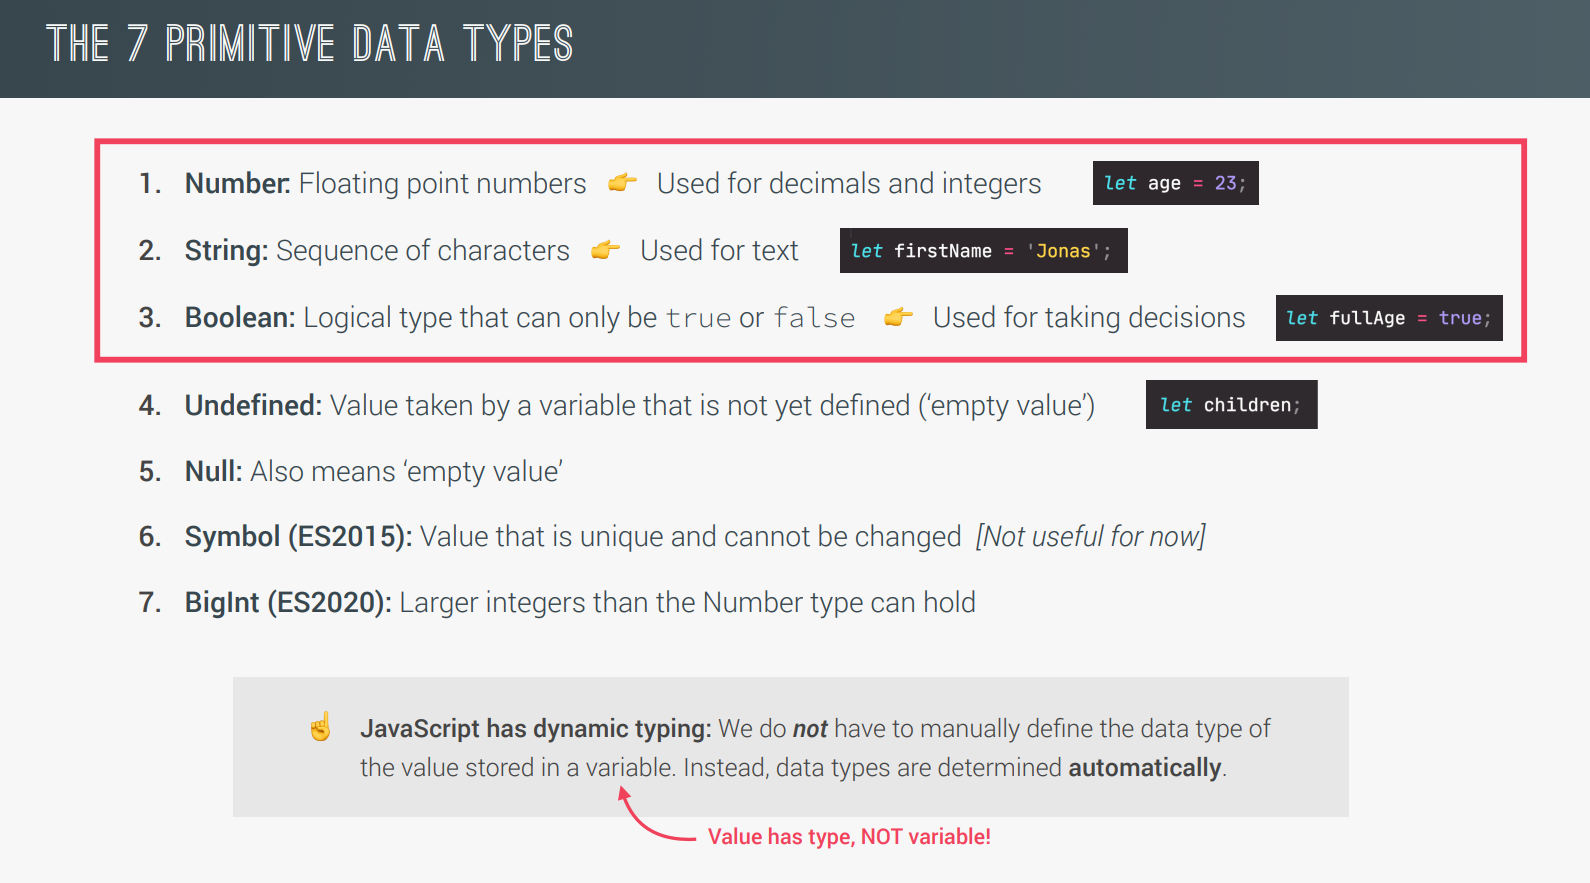 THE 7 PRIMITIVE DATA TYPES
1. Number: Floating point numbers 👉 Used for decimals and integers let age = 23;
2. String: Sequence of characters 👉 Used for text let firstName = 'Jonas';
3. Boolean: Logical type that can only be true or false 👉 Used for taking decisions let fullAge = true;
4. Undefined: Value taken by a variable that is not yet defined (‘empty value’) let children;
5. Null: Also means ‘empty value’
6. Symbol (ES2015): Value that is unique and cannot be changed [Not useful for now]
7. BigInt (ES2020): Larger integers than the Number type can hold
☝️ JavaScript has dynamic typing: We do not have to manually define the data type of
the value stored in a variable. Instead, data types are determined automatically.
Value has type, NOT variable!